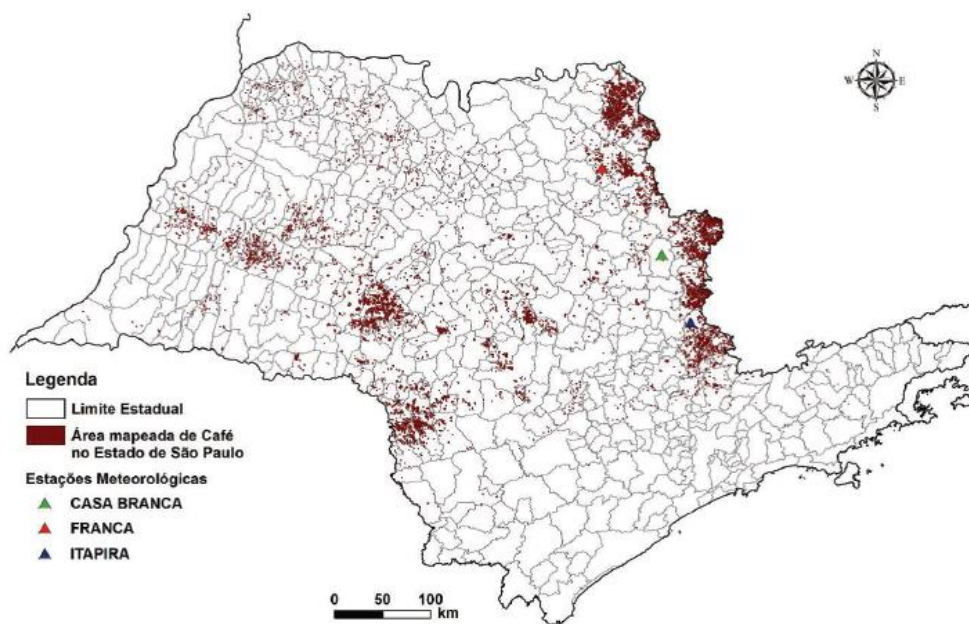 N
W E
S
Legenda
Limite Estadual
Área mapeada de Café
no Estado de São Paulo
Estações Meteorológicas
CASA BRANCA
FRANCA
ITAPIRA
0 50 100
km